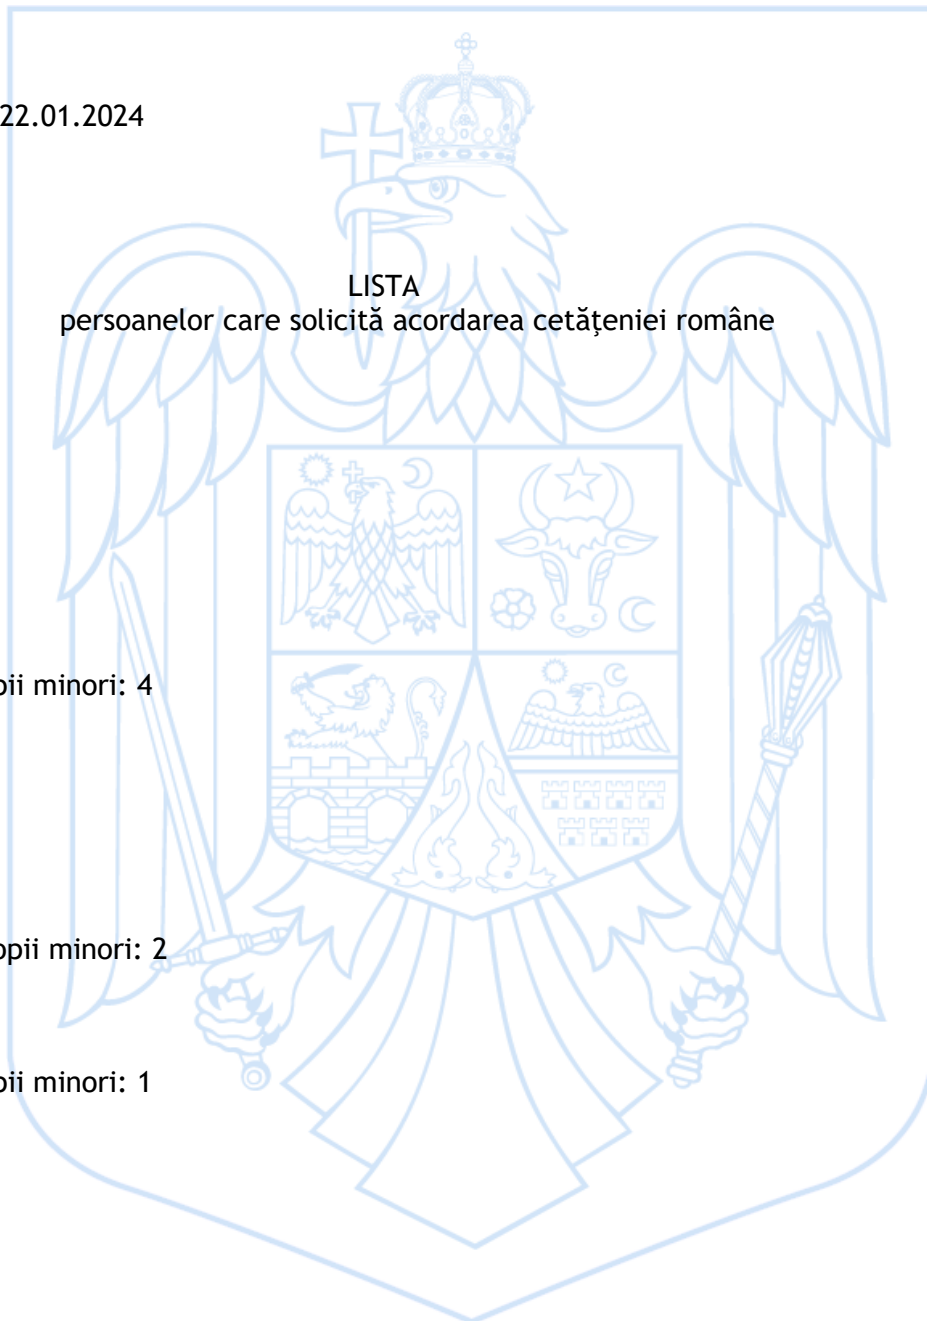 22.01.2024
LISTA
persoanelor care solicită acordarea cetăţeniei române
pii minori: 4
opii minori: 2
pii minori: 1